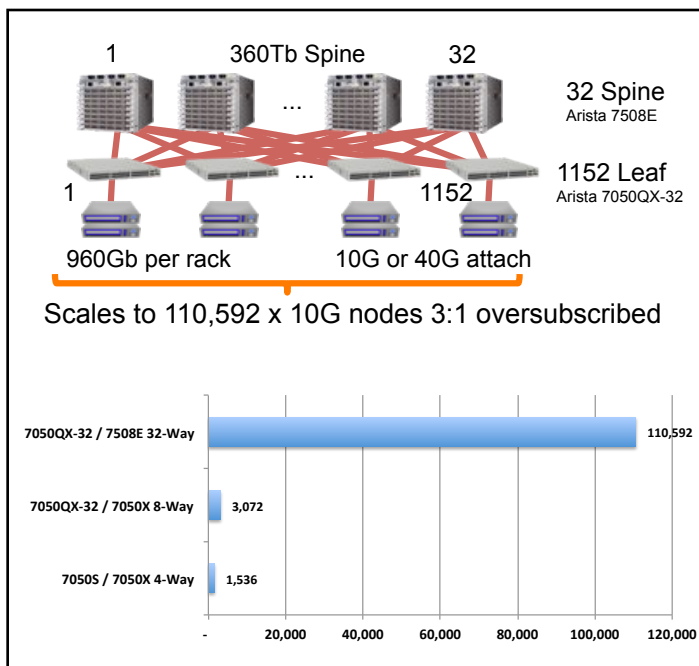 1 360Tb Spine 32
...
32 Spine
Arista 7508E
...
1 1152
1152 Leaf
Arista 7050QX-32
960Gb per rack 10G or 40G attach
Scales to 110,592 x 10G nodes 3:1 oversubscribed
7050QX-32 / 7508E 32-Way 110,592
7050QX-32 / 7050X 8-Way 3,072
7050S / 7050X 4-Way 1,536
- 20,000 40,000 60,000 80,000 100,000 120,000